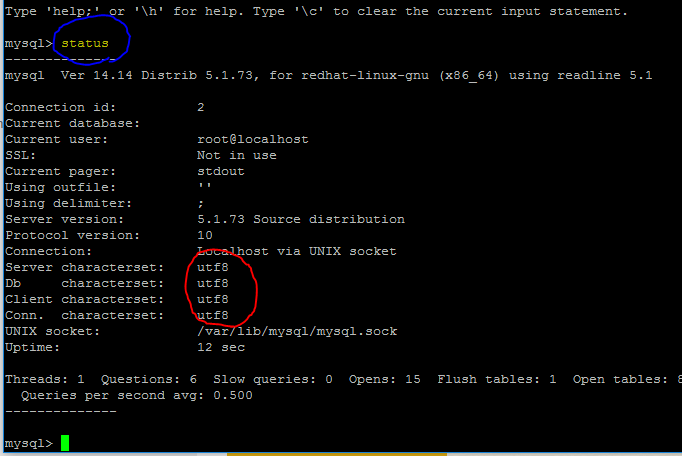 Type 'help;' or '\h' for help. Type '\c' to clear the current input statement.
mysql> status
--------------
mysql  Ver 14.14 Distrib 5.1.73, for redhat-linux-gnu (x86_64) using readline 5.1
Connection id:          2
Current database:
Current user:           root@localhost
SSL:                    Not in use
Current pager:          stdout
Using outfile:          ''
Using delimiter:        ;
Server version:         5.1.73 Source distribution
Protocol version:       10
Connection:             Localhost via UNIX socket
Server characterset:    utf8
Db     characterset:    utf8
Client characterset:    utf8
Conn.  characterset:    utf8
UNIX socket:            /var/lib/mysql/mysql.sock
Uptime:                 12 sec
Threads: 1  Questions: 6  Slow queries: 0  Opens: 15  Flush tables: 1  Open tables: 8
  Queries per second avg: 0.500
--------------
mysql>